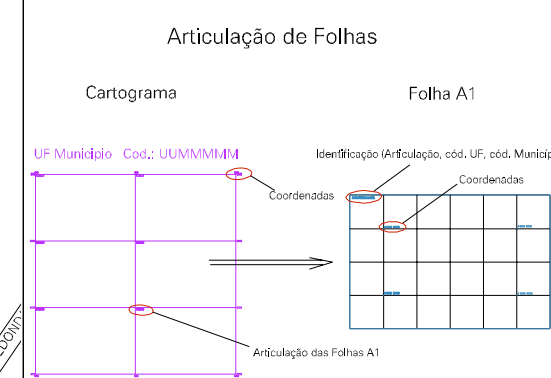 Articulação de Folhas
Cartograma
Folha A1
UF Municipio Cod.: UUMMMMM
Identificação (Articulação, cód. UF, cód. Municíp
Coordenadas
Coordenadas
Articulação das Folhas A1